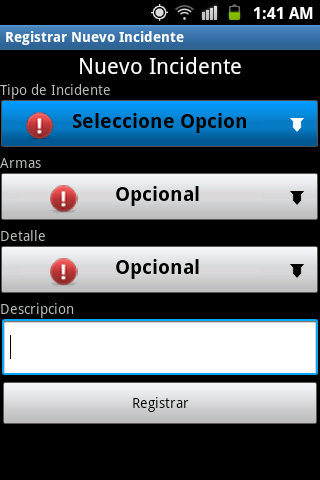 1:41 AM
Registrar Nuevo Incidente
Nuevo Incidente
Tipo de Incidente
Seleccione Opcion
Armas
Opcional
Detalle
Opcional
Descripcion
Registrar